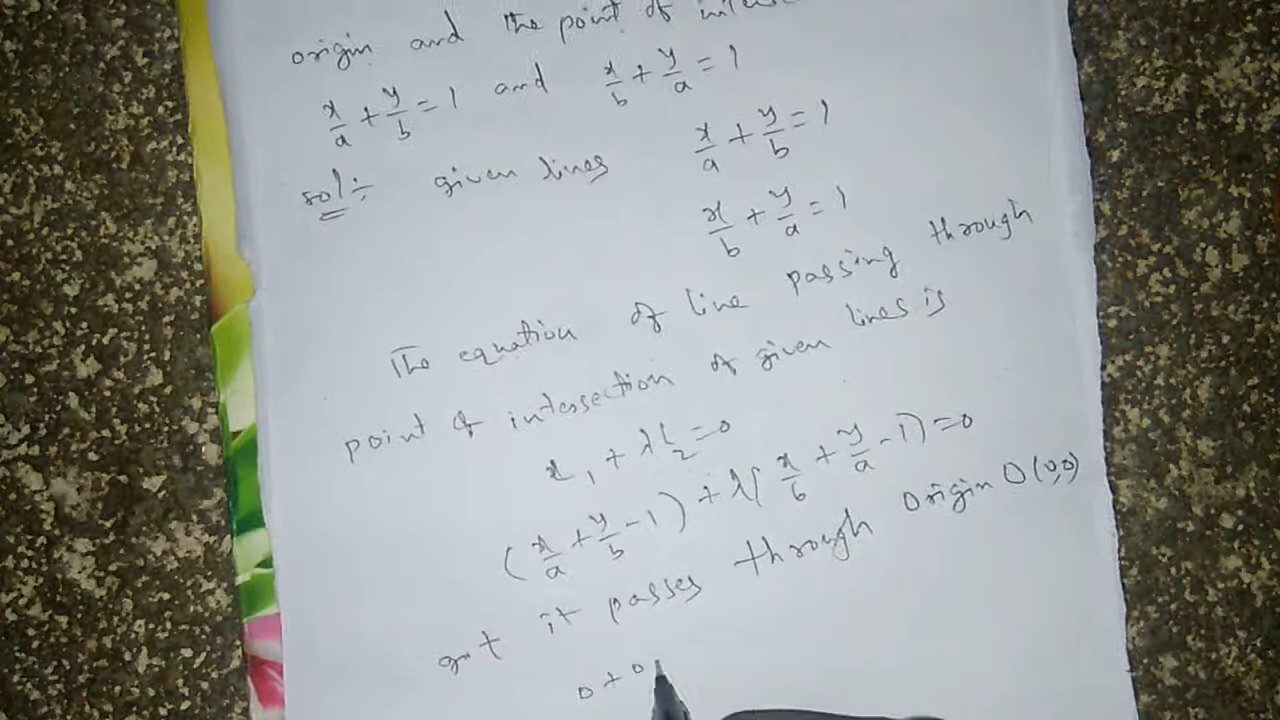 origin and the point of
x/a + y/b = 1 and x/b + y/a = 1
sol:- given lines x/a + y/b = 1
x/b + y/a = 1
The equation of line passing through
point of intersection of given lines is
L₁ + λL₂ = 0
(x/a + y/b - 1) + λ(x/b + y/a - 1) = 0
it passes through origin O(0,0)
0 + 0